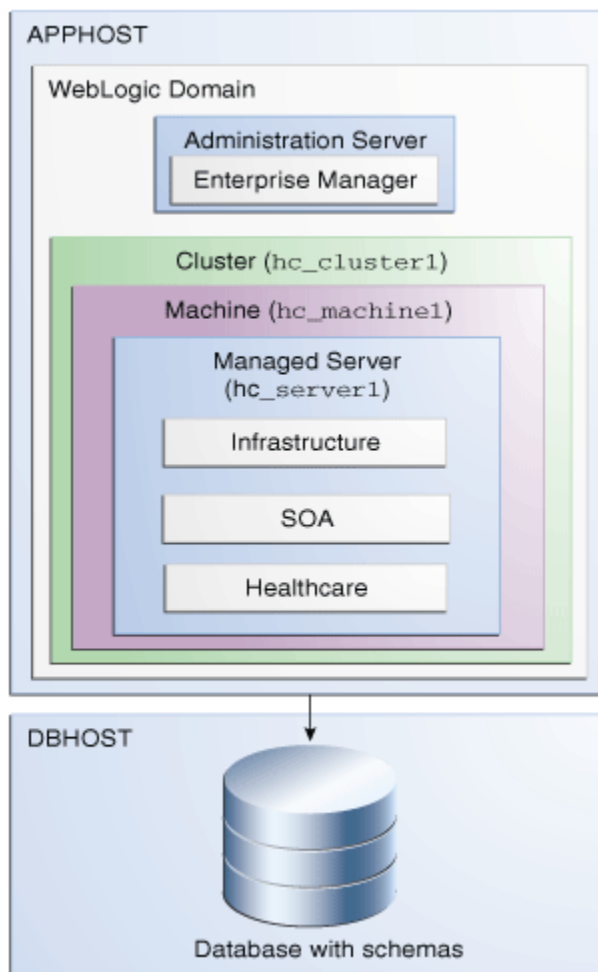 APPHOST
WebLogic Domain
Administration Server
Enterprise Manager
Cluster (hc_cluster1)
Machine (hc_machine1)
Managed Server
(hc_server1)
Infrastructure
SOA
Healthcare
DBHOST
Database with schemas